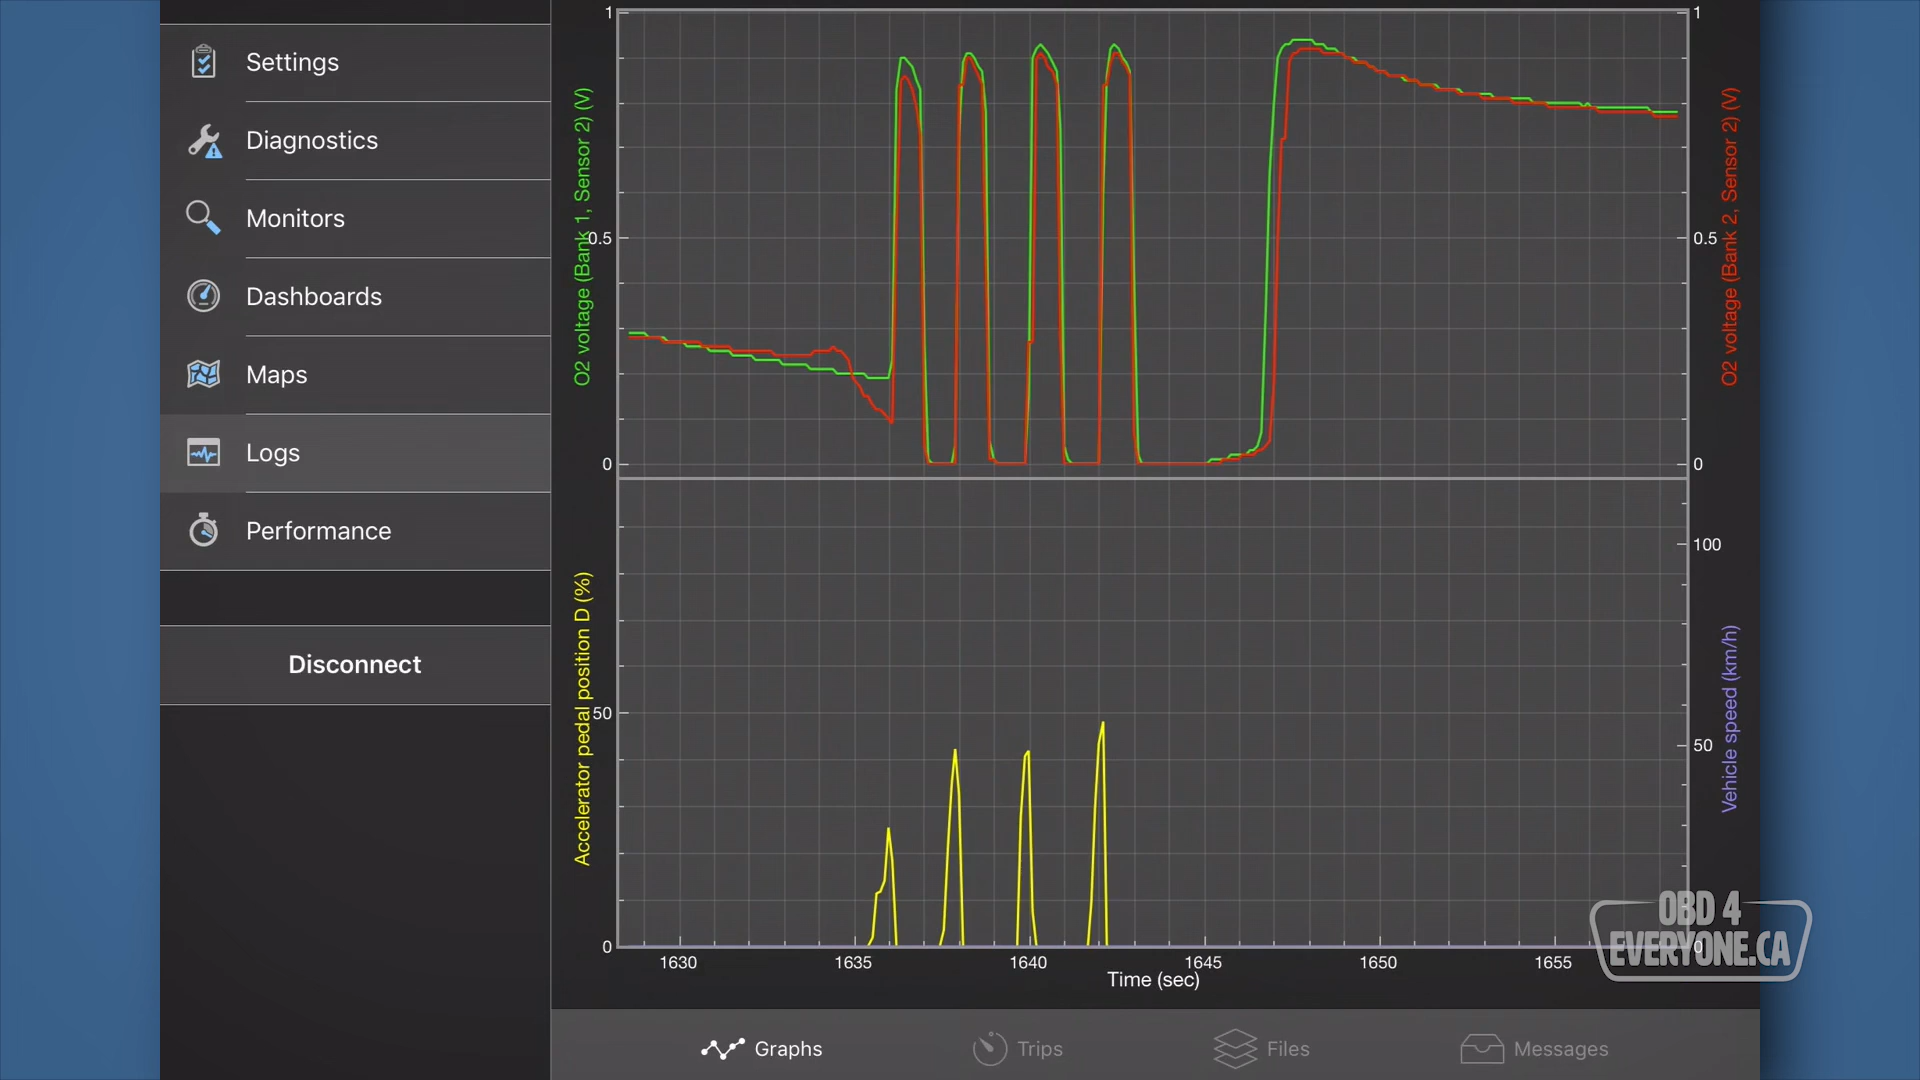 Settings
Diagnostics
Monitors
Dashboards
Maps
Logs
Performance
Disconnect
O2 voltage (Bank 1, Sensor 2) (V)
1
0.5
0
1
0.5
0
O2 voltage (Bank 2, Sensor 2) (V)
Accelerator pedal position D (%)
50
0
100
50
0
Vehicle speed (km/h)
1630
1635
1640
1645
1650
1655
Time (sec)
OBD 4
EVERYONE.CA
Graphs
Trips
Files
Messages